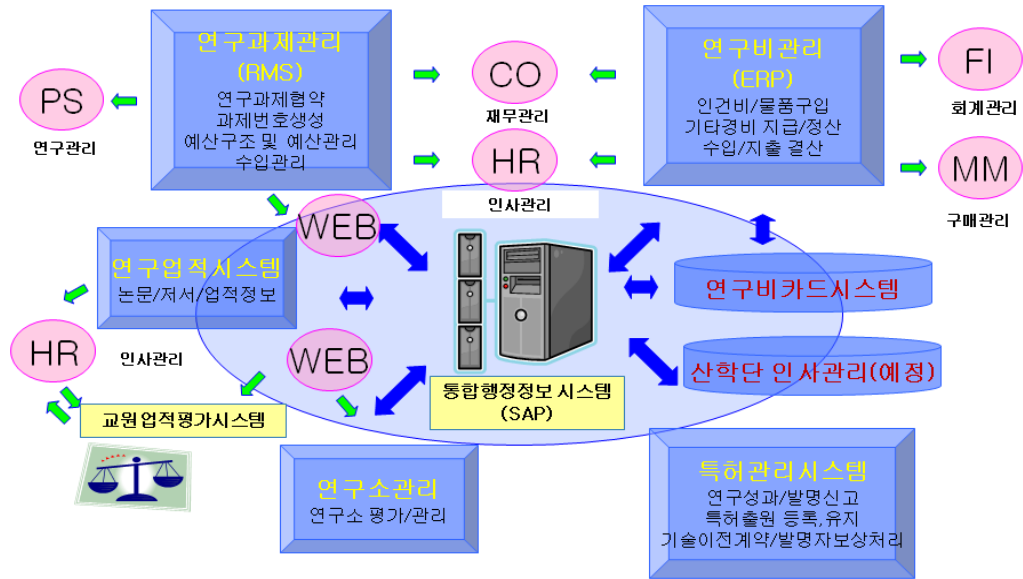 연구과제관리
(RMS)
연구과제협약
과제번호생성
예산구조 및 예산관리
수입관리
PS
연구관리
CO
재무관리
HR
인사관리
연구비관리
(ERP)
인건비/물품구입
기타경비 지급/정산
수입/지출 결산
FI
회계관리
MM
구매관리
WEB
연구업적시스템
논문/저서/업적정보
HR
인사관리
WEB
교원업적평가시스템
통합행정정보시스템
(SAP)
연구비카드시스템
산학단 인사관리(예정)
연구소관리
연구소 평가/관리
특허관리시스템
연구성과/발명신고
특허출원 등록,유지
기술이전계약/발명자보상처리